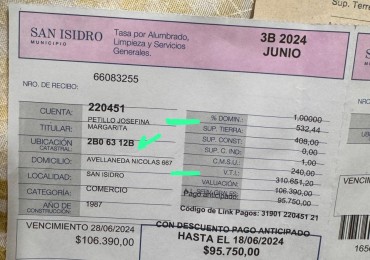 Sup. Terr
SAN ISIDRO
MUNICIPIO
Tasa por Alumbrado,
Limpieza y Servicios
Generales.
3B 2024
JUNIO
NRO. DE RECIBO:
66083255
CUENTA: 220451
TITULAR: PETILLO JOSEFINA
MARGARITA
UBICACIÓN CATASTRAL: 2B0 63 12B
DOMICILIO: AVELLANEDA NICOLAS 667
LOCALIDAD: SAN ISIDRO
CATEGORÍA: COMERCIO
AÑO DE CONSTRUCCIÓN: 1987
% DOMIN.: 1,00000
SUP. TIERRA: 532,44
SUP. CONST: 408,00
SUP. C. IND: 0,00
C.M.S.U.: 1,00
V.T.I.: 240,00
VALUACIÓN: 310.651,20
106.390,00
Pago anticipado: 95.750,00
Código de Link Pagos: 31901 220451 21
VENCIMIENTO 28/06/2024
$106.390,00
CON DESCUENTO PAGO ANTICIPADO
HASTA EL 18/06/2024
$95.750,00